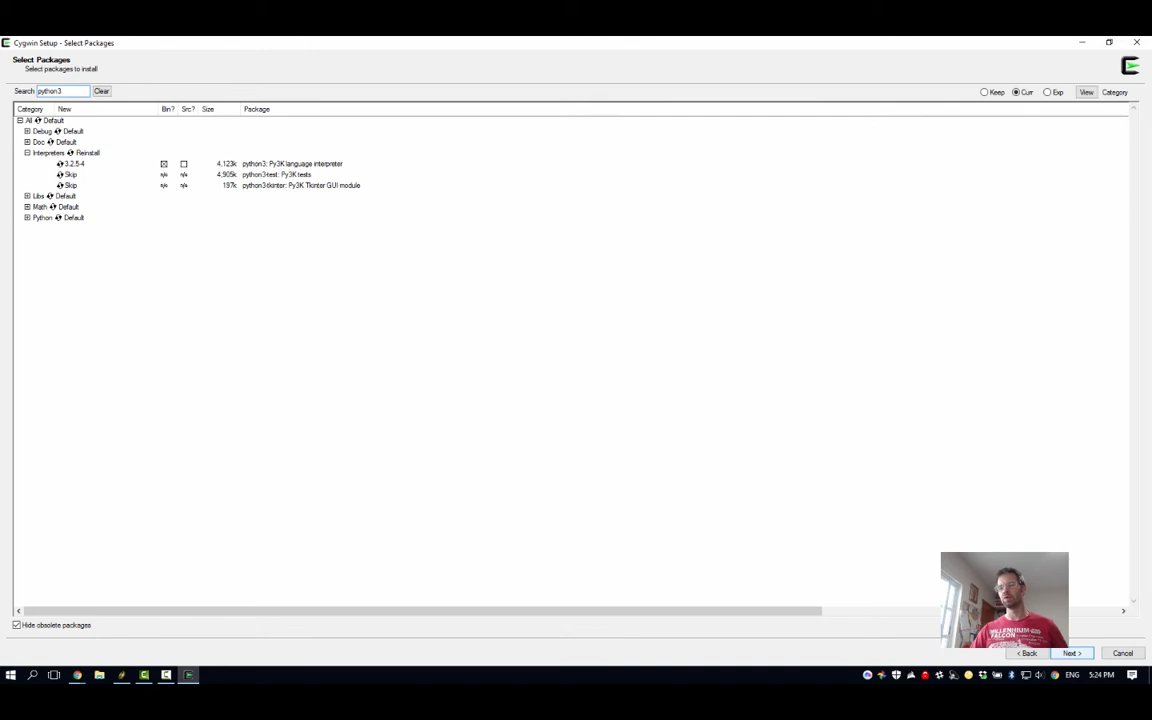 Cygwin Setup - Select Packages
Select Packages
Select packages to install
Search python3 Clear
Keep Curr Exp View Category
Category New Bin? Src? Size Package
All Default
Debug Default
Doc Default
Interpreters Reinstall
3.2.5-4 4,123k python3: Py3K language interpreter
Skip n/a n/a 4,905k python3-test: Py3K tests
Skip n/a n/a 197k python3-tkinter: Py3K Tkinter GUI module
Libs Default
Math Default
Python Default
MILLENNIUM
FALCON
Hide obsolete packages
< Back Next > Cancel
ENG 5:24 PM